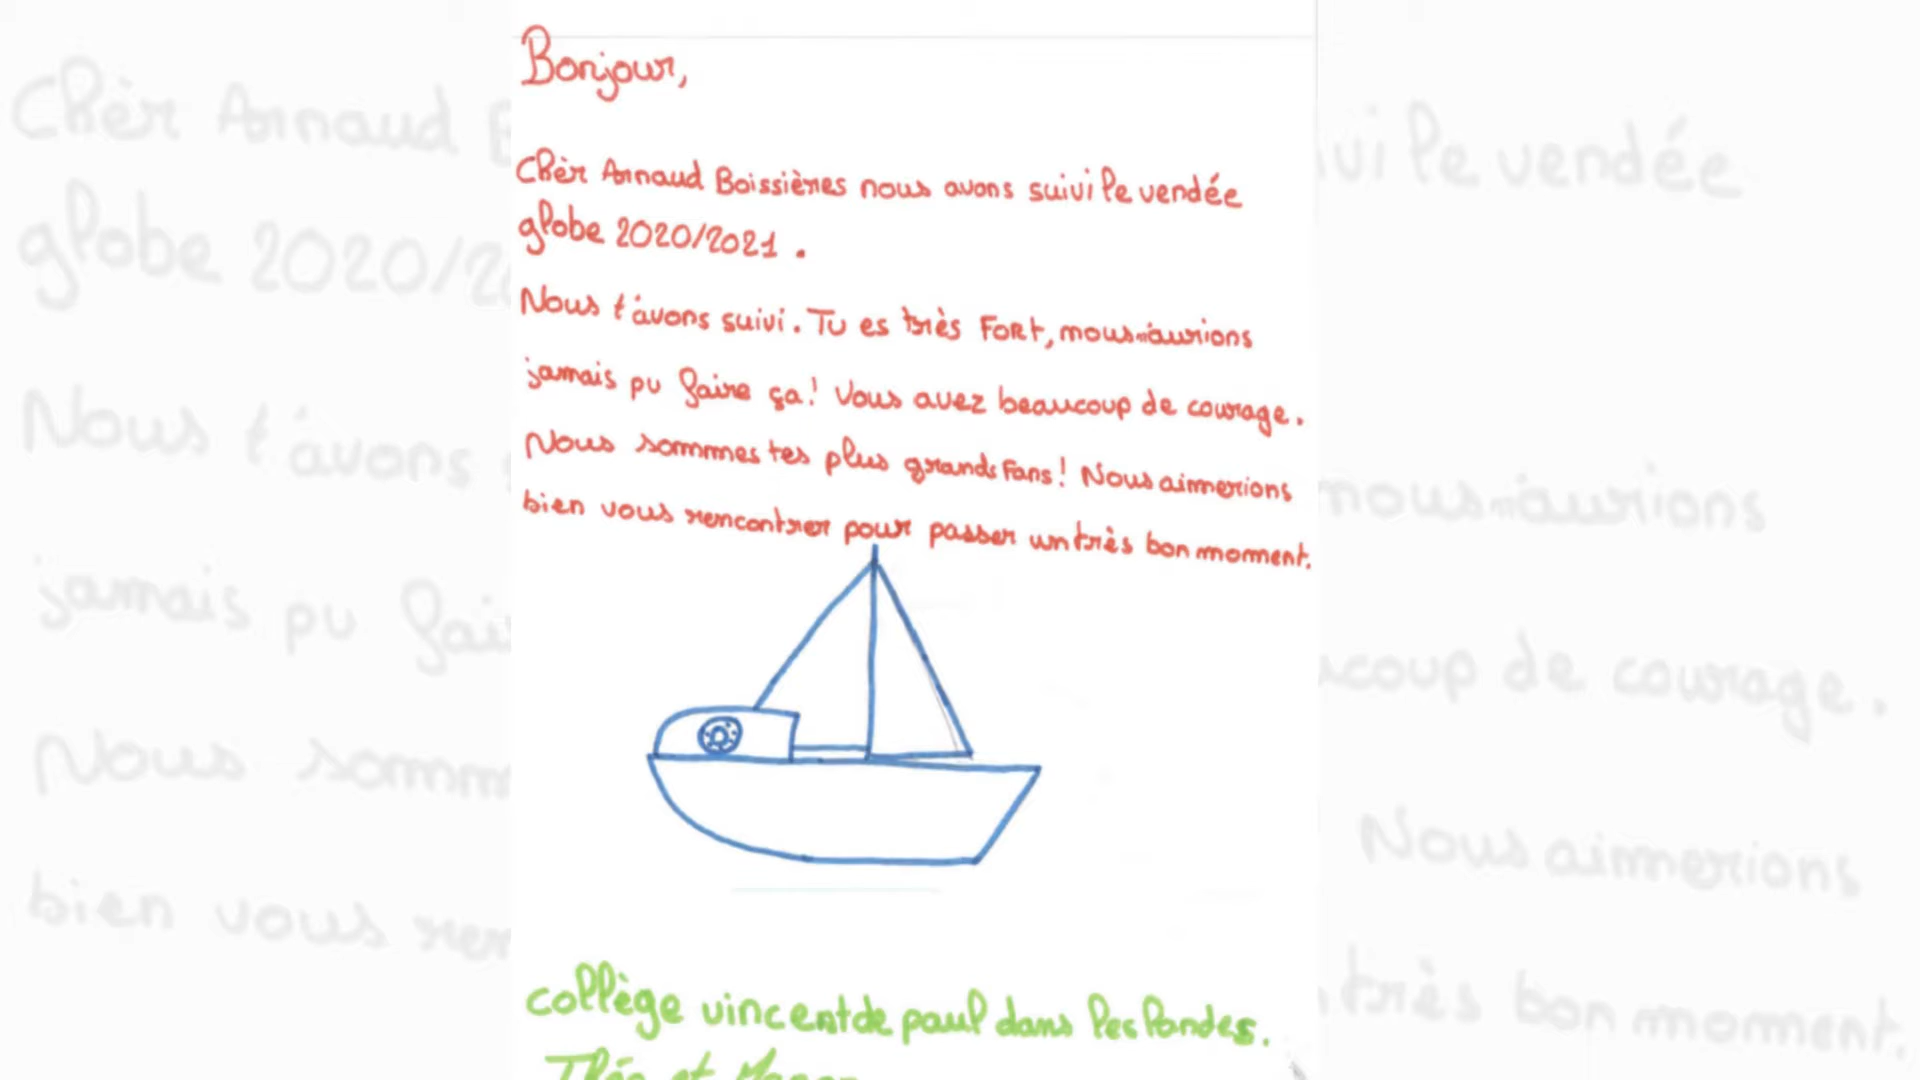 Bonjour,
Chèr Arnaud Boissières nous avons suivi le vendée
globe 2020/2021 .
Nous t'avons suivi. Tu es très Fort, nous n'aurions
jamais pu faire ça! Vous avez beaucoup de courage.
Nous sommes tes plus grands Fans! Nous aimerions
bien vous rencontrer pour passer un très bon moment.
collège vincent de paul dans les landes.
et